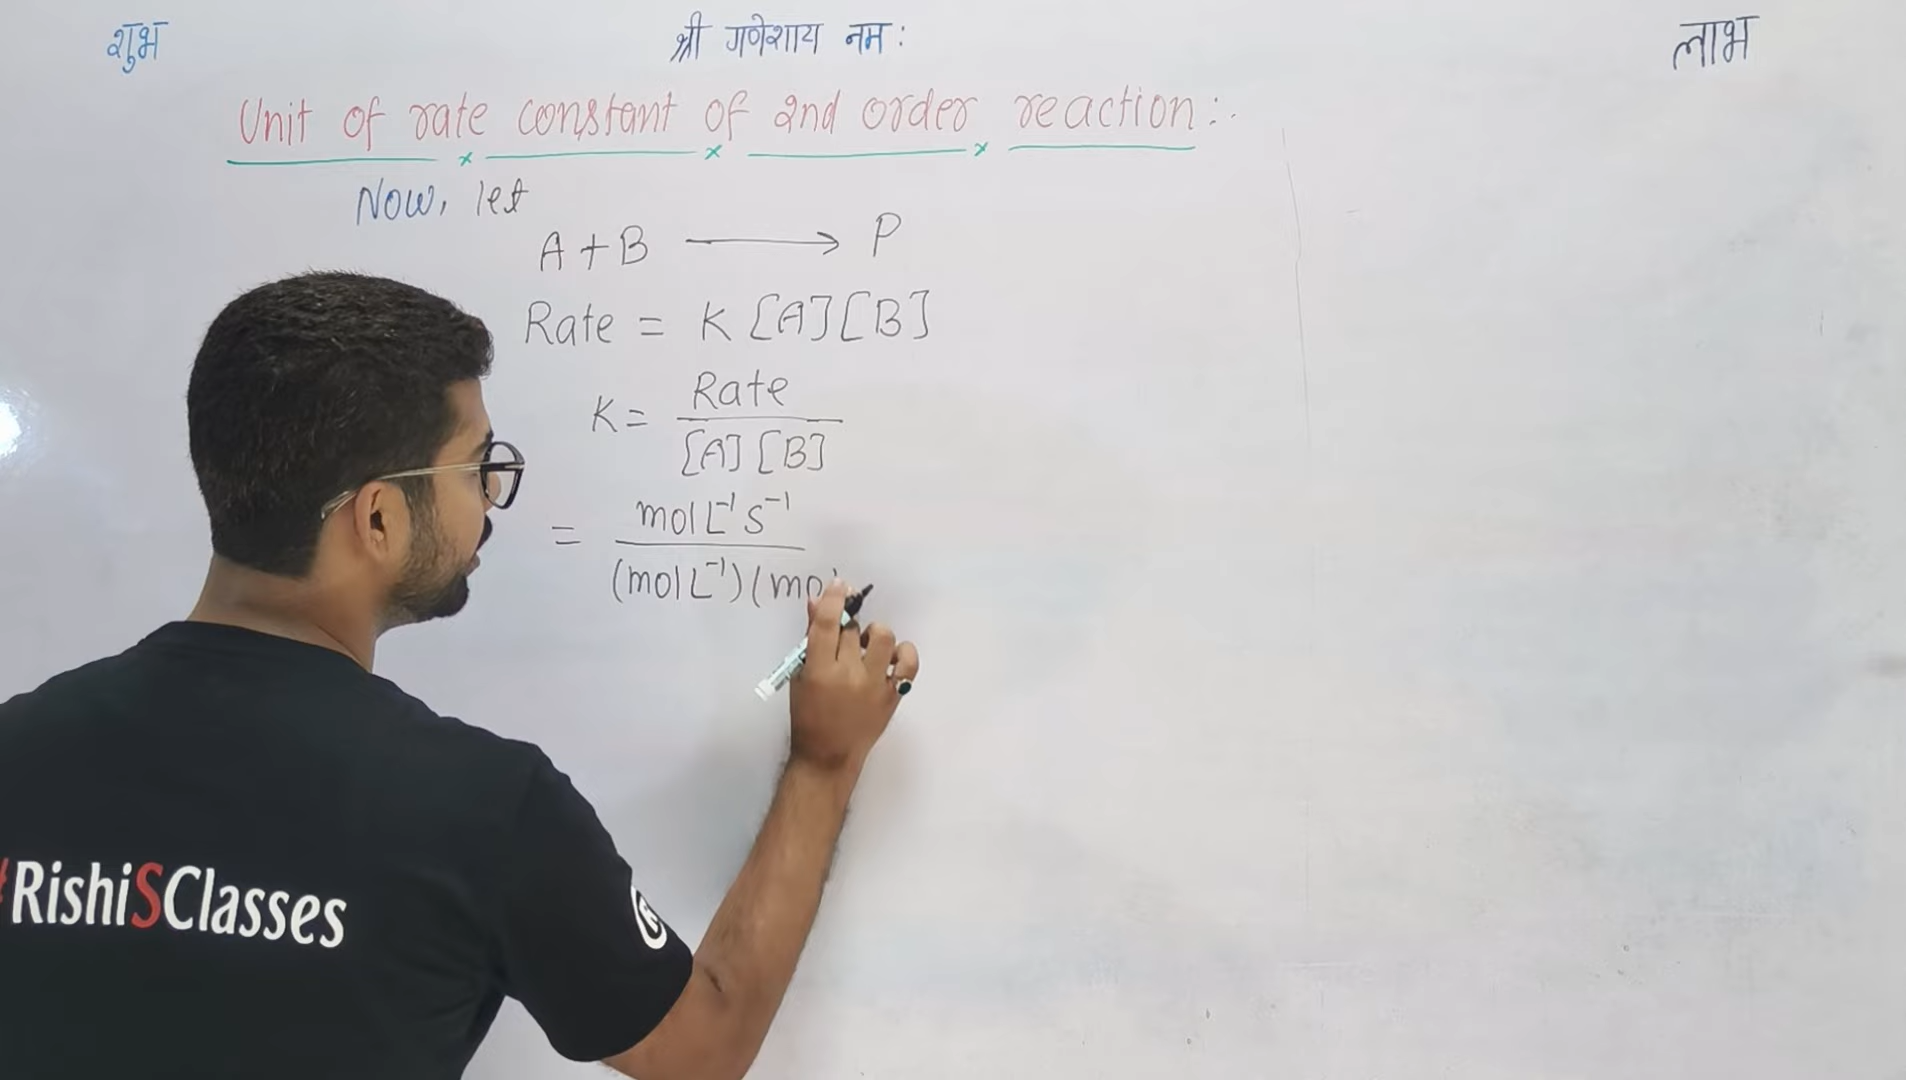 शुभ श्री गणेशाय नम: लाभ
Unit of rate constant of 2nd order reaction:-
Now, let
A + B ⟶ P
Rate = K [A][B]
K = Rate / [A][B]
= mol L⁻¹ s⁻¹ / (mol L⁻¹)(mol
#RishiSClasses